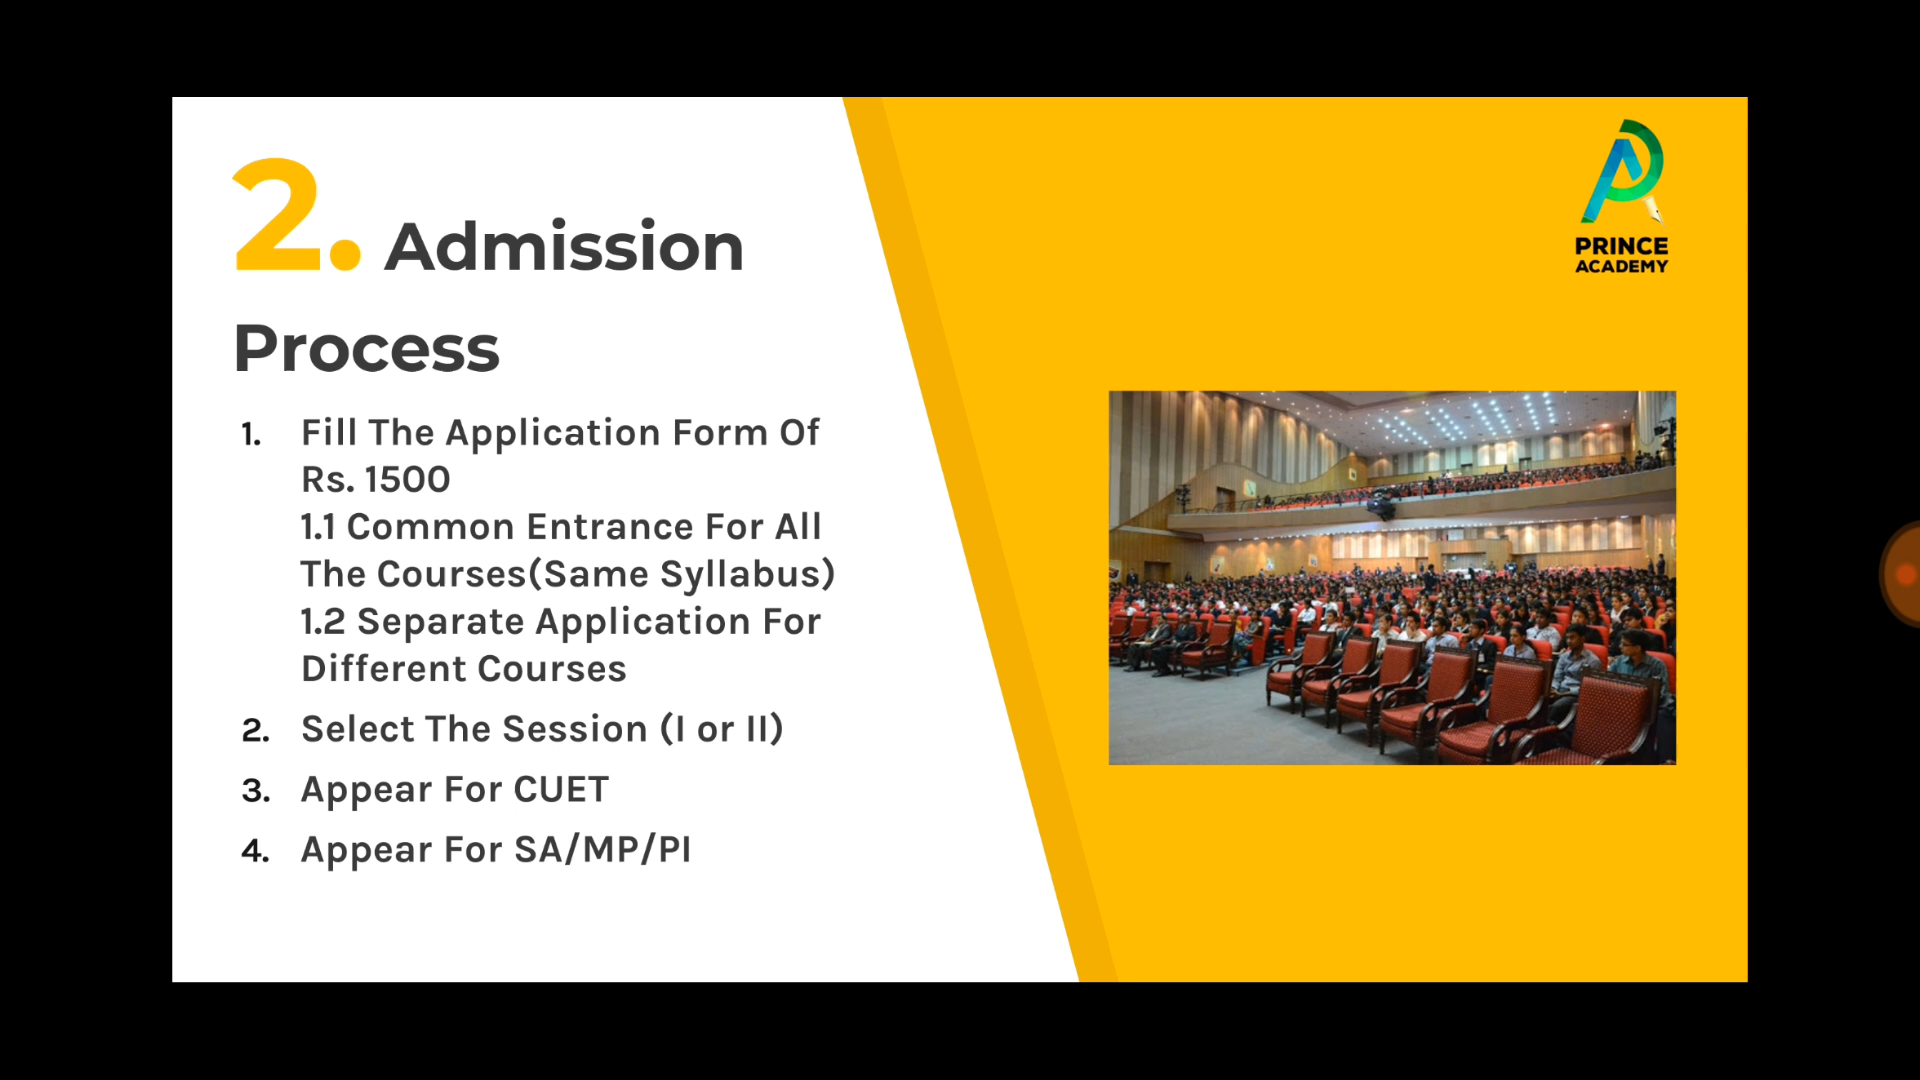 2. Admission
Process
1. Fill The Application Form Of
Rs. 1500
1.1 Common Entrance For All
The Courses(Same Syllabus)
1.2 Separate Application For
Different Courses
2. Select The Session (I or II)
3. Appear For CUET
4. Appear For SA/MP/PI
PRINCE
ACADEMY